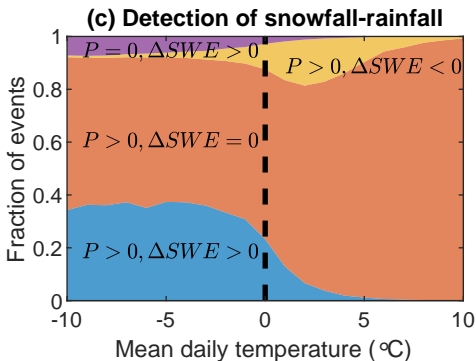 (c) Detection of snowfall-rainfall
1
0.8
0.6
0.4
0.2
0
Fraction of events
P = 0, ΔSWE > 0
P > 0, ΔSWE < 0
P > 0, ΔSWE = 0
P > 0, ΔSWE > 0
-10
-5
0
5
10
Mean daily temperature (°C)